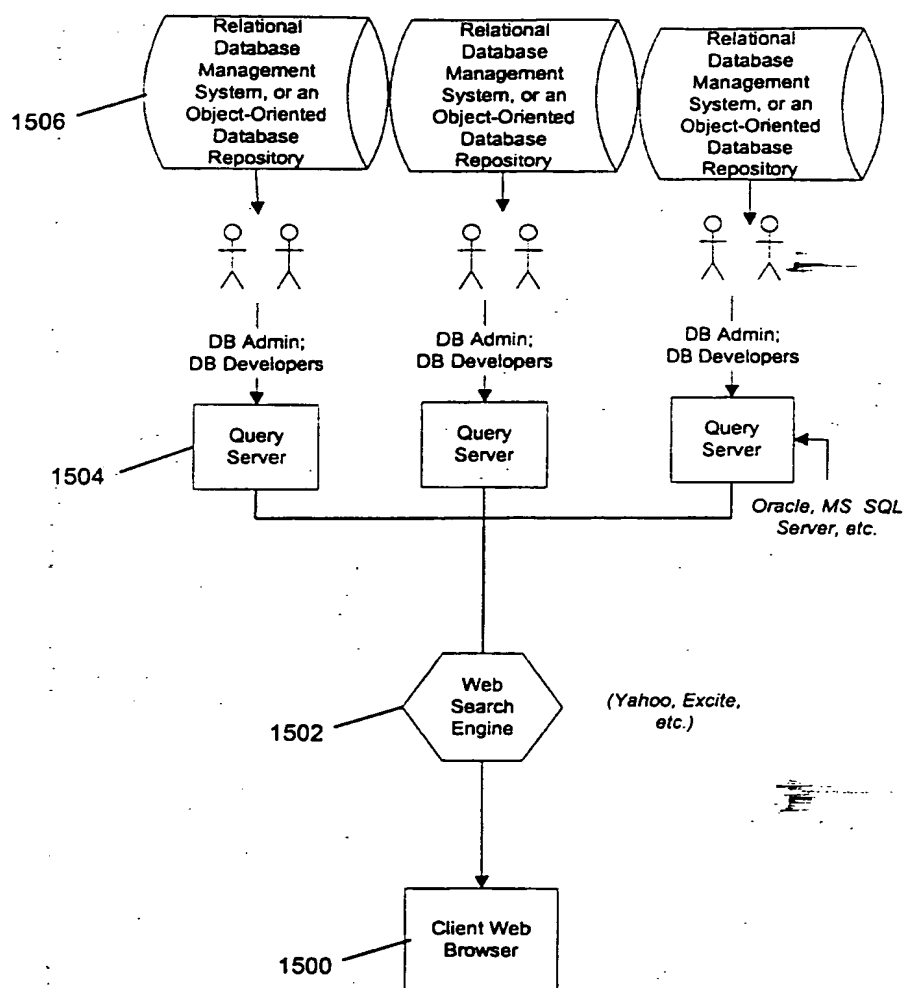 Relational
Database
Management
System, or an
Object-Oriented
Database
Repository
Relational
Database
Management
System, or an
Object-Oriented
Database
Repository
Relational
Database
Management
System, or an
Object-Oriented
Database
Repository
1506
DB Admin;
DB Developers
DB Admin;
DB Developers
DB Admin;
DB Developers
Query
Server
Query
Server
Query
Server
1504
Oracle, MS SQL
Server, etc.
Web
Search
Engine
1502
(Yahoo, Excite,
etc.)
Client Web
Browser
1500